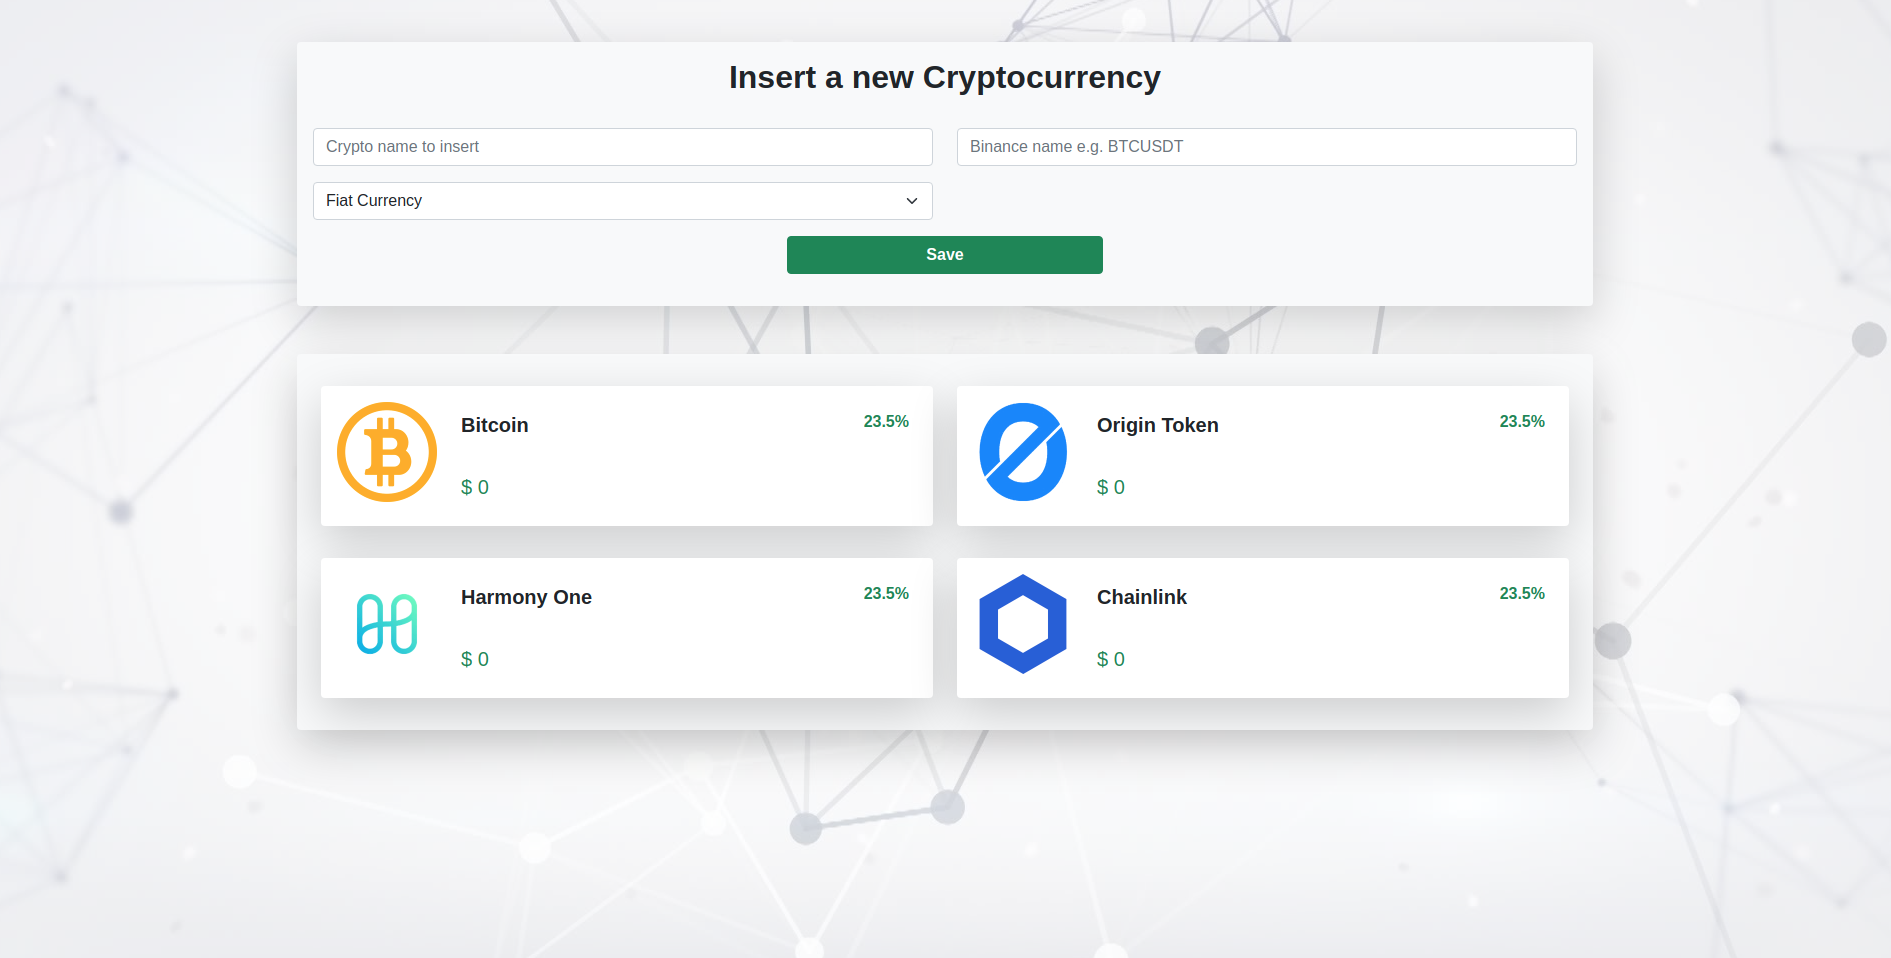 Insert a new Cryptocurrency
Crypto name to insert
Binance name e.g. BTCUSDT
Fiat Currency
Save
Bitcoin
23.5%
$ 0
Origin Token
23.5%
$ 0
Harmony One
23.5%
$ 0
Chainlink
23.5%
$ 0